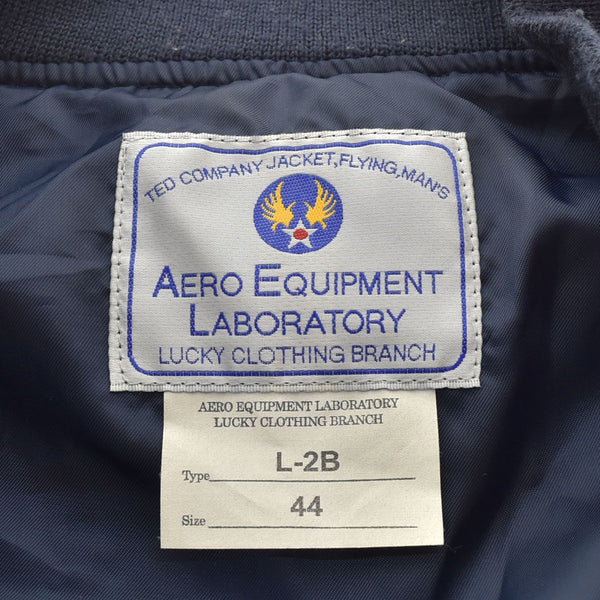 TED COMPANY JACKET,FLYING,MAN'S
AERO EQUIPMENT
LABORATORY
LUCKY CLOTHING BRANCH
AERO EQUIPMENT LABORATORY
LUCKY CLOTHING BRANCH
Type L-2B
Size 44